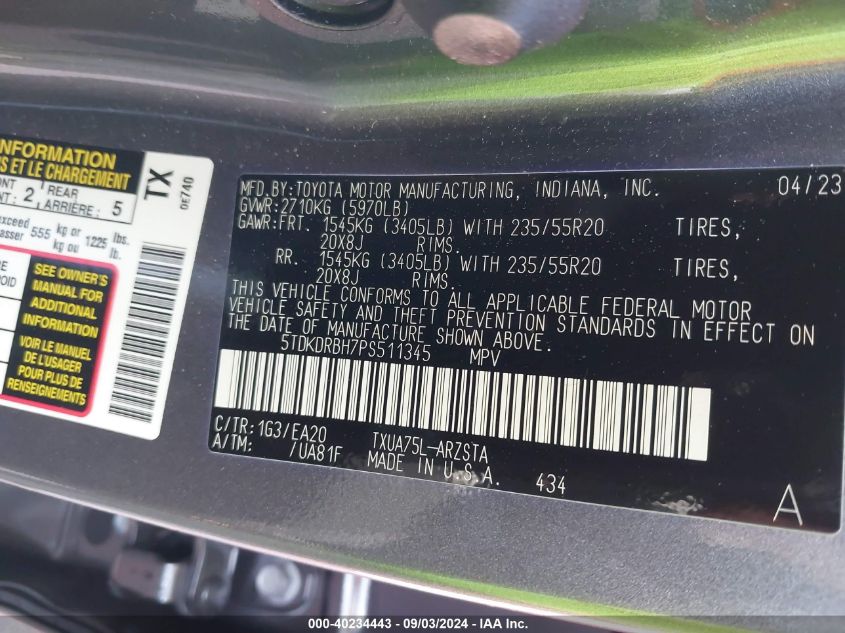 INFORMATION
S ET LE CHARGEMENT
2 REAR
ARRIÈRE: 5
555 kg or 1225 lbs.
kg ou lb.
SEE OWNER'S
MANUAL FOR
ADDITIONAL
INFORMATION
VOIR LE MANUEL
DE L'USAGER
POUR PLUS DE
RENSEIGNEMENTS
TX
0E740
MFD.BY:TOYOTA MOTOR MANUFACTURING, INDIANA, INC. 04/23
GVWR:2710KG (5970LB)
GAWR:FRT. 1545KG (3405LB) WITH 235/55R20 TIRES,
20X8J RIMS.
RR. 1545KG (3405LB) WITH 235/55R20 TIRES,
20X8J RIMS.
THIS VEHICLE CONFORMS TO ALL APPLICABLE FEDERAL MOTOR
VEHICLE SAFETY AND THEFT PREVENTION STANDARDS IN EFFECT ON
THE DATE OF MANUFACTURE SHOWN ABOVE.
5TDKDRBH7PS511345 MPV
C/TR: 1G3/EA20 TXUA75L-ARZSTA
A/TM: /UA81F MADE IN U.S.A. 434
A
000-40234443 - 09/03/2024 - IAA Inc.